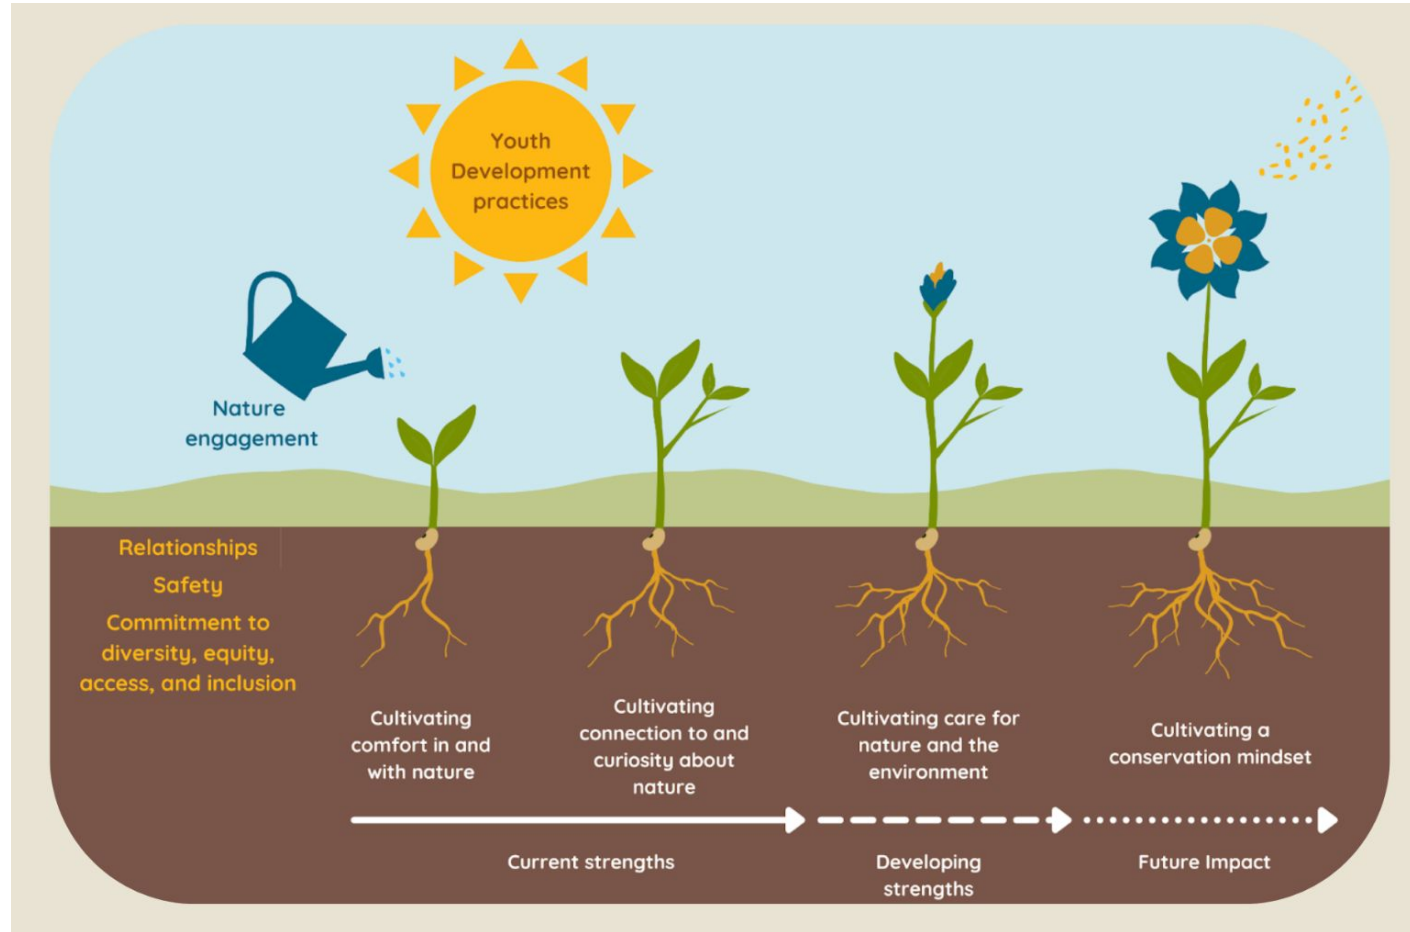 Youth
Development
practices
Nature
engagement
Relationships
Safety
Commitment to
diversity, equity,
access, and inclusion
Cultivating
comfort in and
with nature
Cultivating
connection to and
curiosity about
nature
Cultivating care for
nature and the
environment
Cultivating a
conservation mindset
Current strengths
Developing
strengths
Future Impact